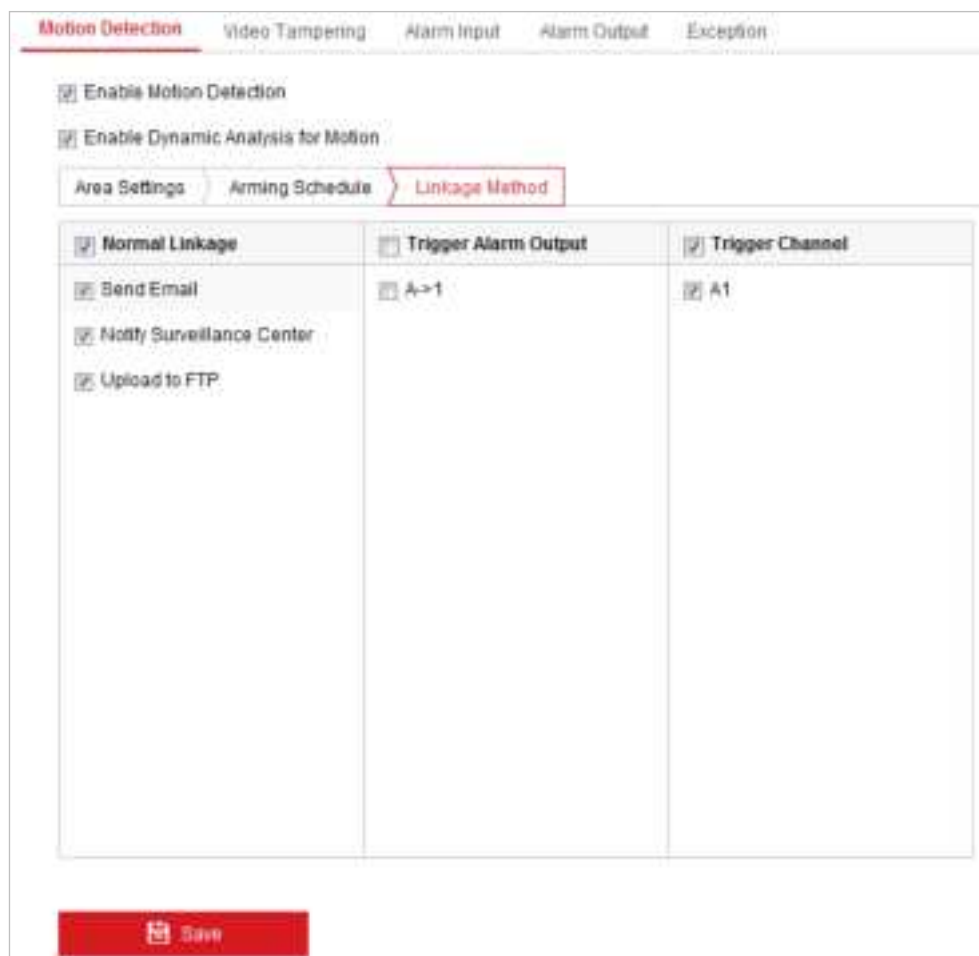 Motion Detection Video Tampering Alarm Input Alarm Output Exception
Enable Motion Detection
Enable Dynamic Analysis for Motion
Area Settings Arming Schedule Linkage Method
Normal Linkage Trigger Alarm Output Trigger Channel
Send Email A->1 A1
Notify Surveillance Center
Upload to FTP
Save